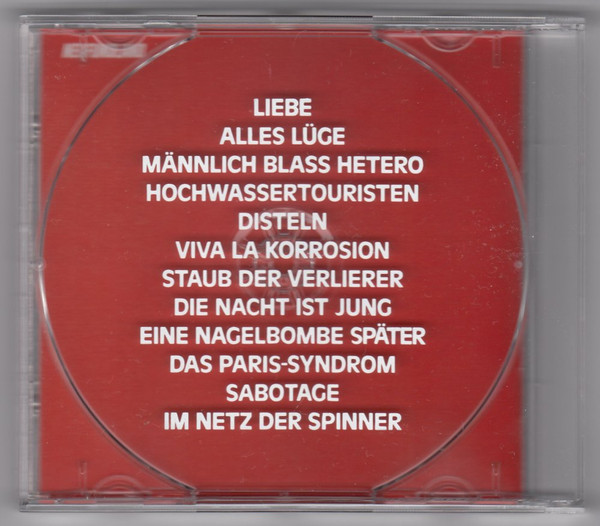 LIEBE
ALLES LÜGE
MÄNNLICH BLASS HETERO
HOCHWASSERTOURISTEN
DISTELN
VIVA LA KORROSION
STAUB DER VERLIERER
DIE NACHT IST JUNG
EINE NAGELBOMBE SPÄTER
DAS PARIS-SYNDROM
SABOTAGE
IM NETZ DER SPINNER